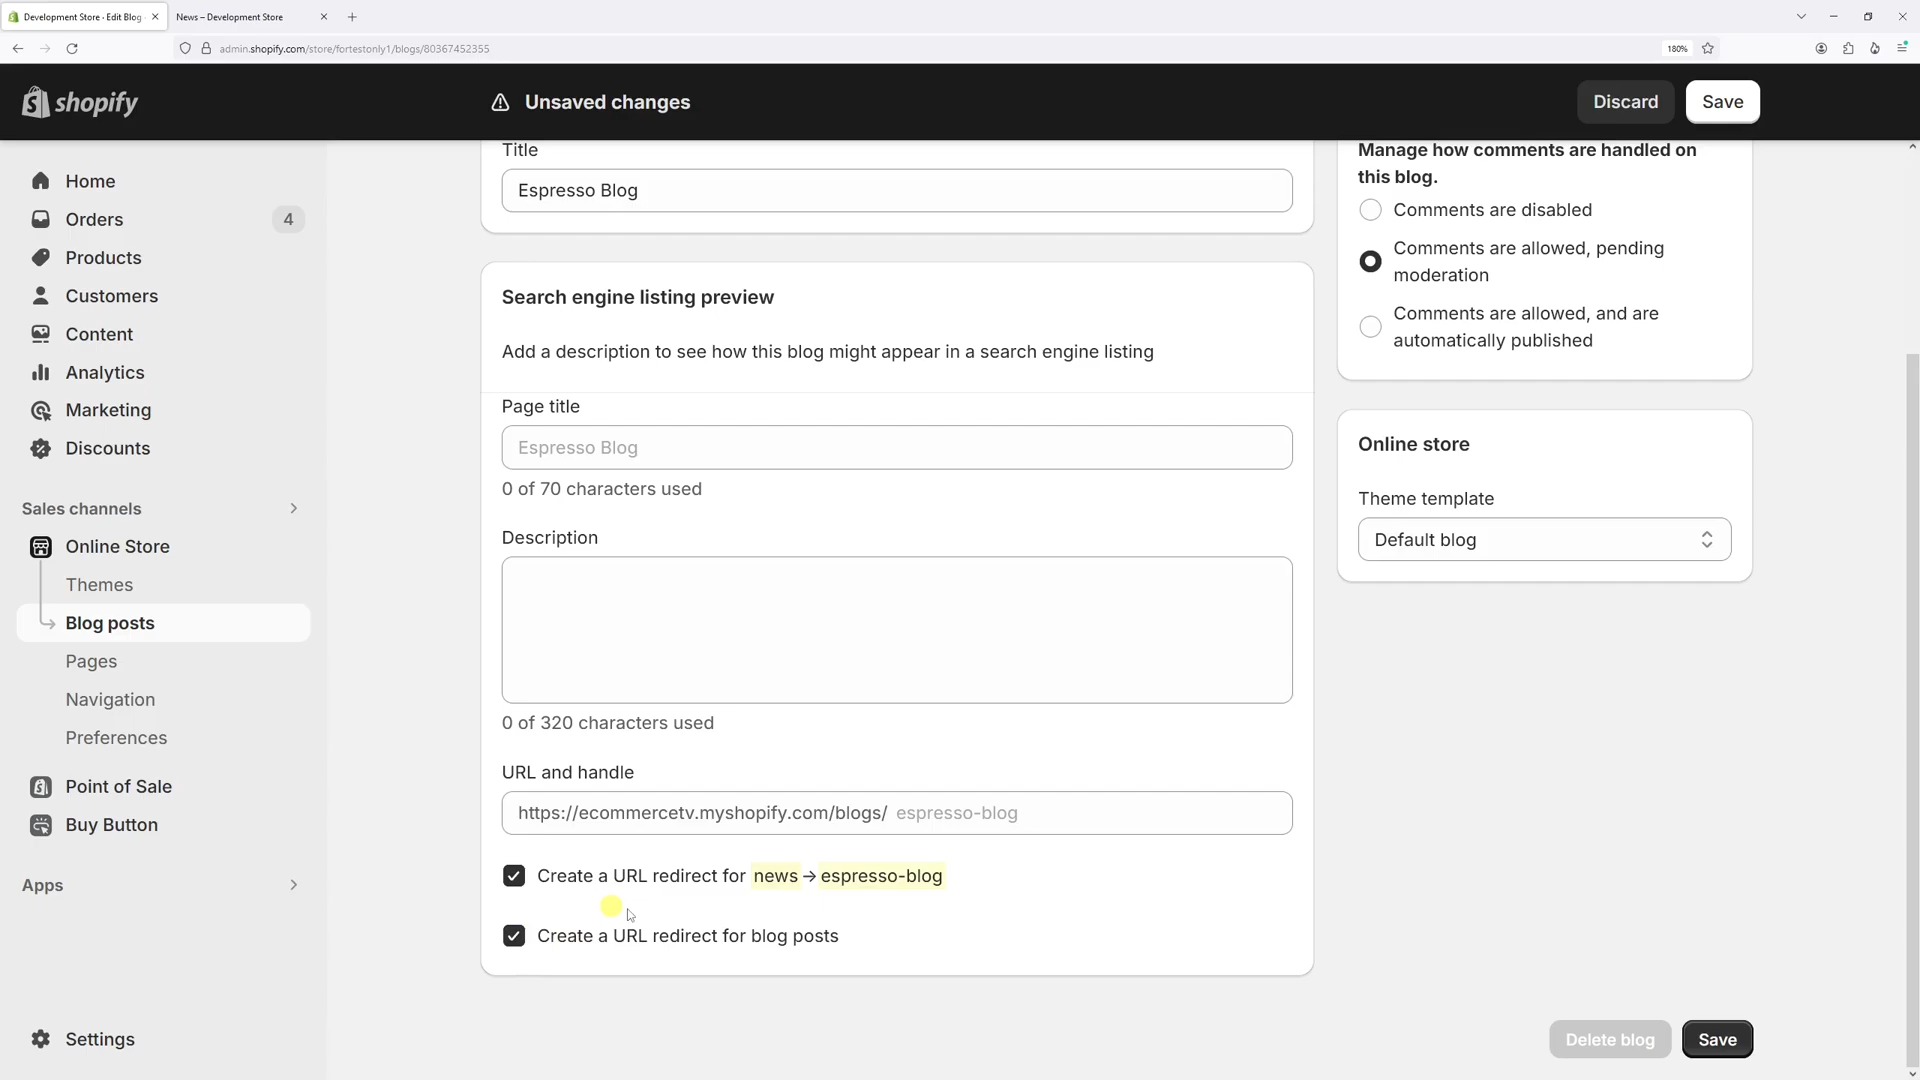 Development Store · Edit Blog
News – Development Store
admin.shopify.com/store/fortestonly1/blogs/80367452355
180%
shopify
Unsaved changes
Discard
Save
Home
Orders
4
Products
Customers
Content
Analytics
Marketing
Discounts
Sales channels
Online Store
Themes
Blog posts
Pages
Navigation
Preferences
Point of Sale
Buy Button
Apps
Settings
Title
Espresso Blog
Search engine listing preview
Add a description to see how this blog might appear in a search engine listing
Page title
Espresso Blog
0 of 70 characters used
Description
0 of 320 characters used
URL and handle
https://ecommercetv.myshopify.com/blogs/ espresso-blog
Create a URL redirect for news → espresso-blog
Create a URL redirect for blog posts
Manage how comments are handled on
this blog.
Comments are disabled
Comments are allowed, pending
moderation
Comments are allowed, and are
automatically published
Online store
Theme template
Default blog
Delete blog
Save